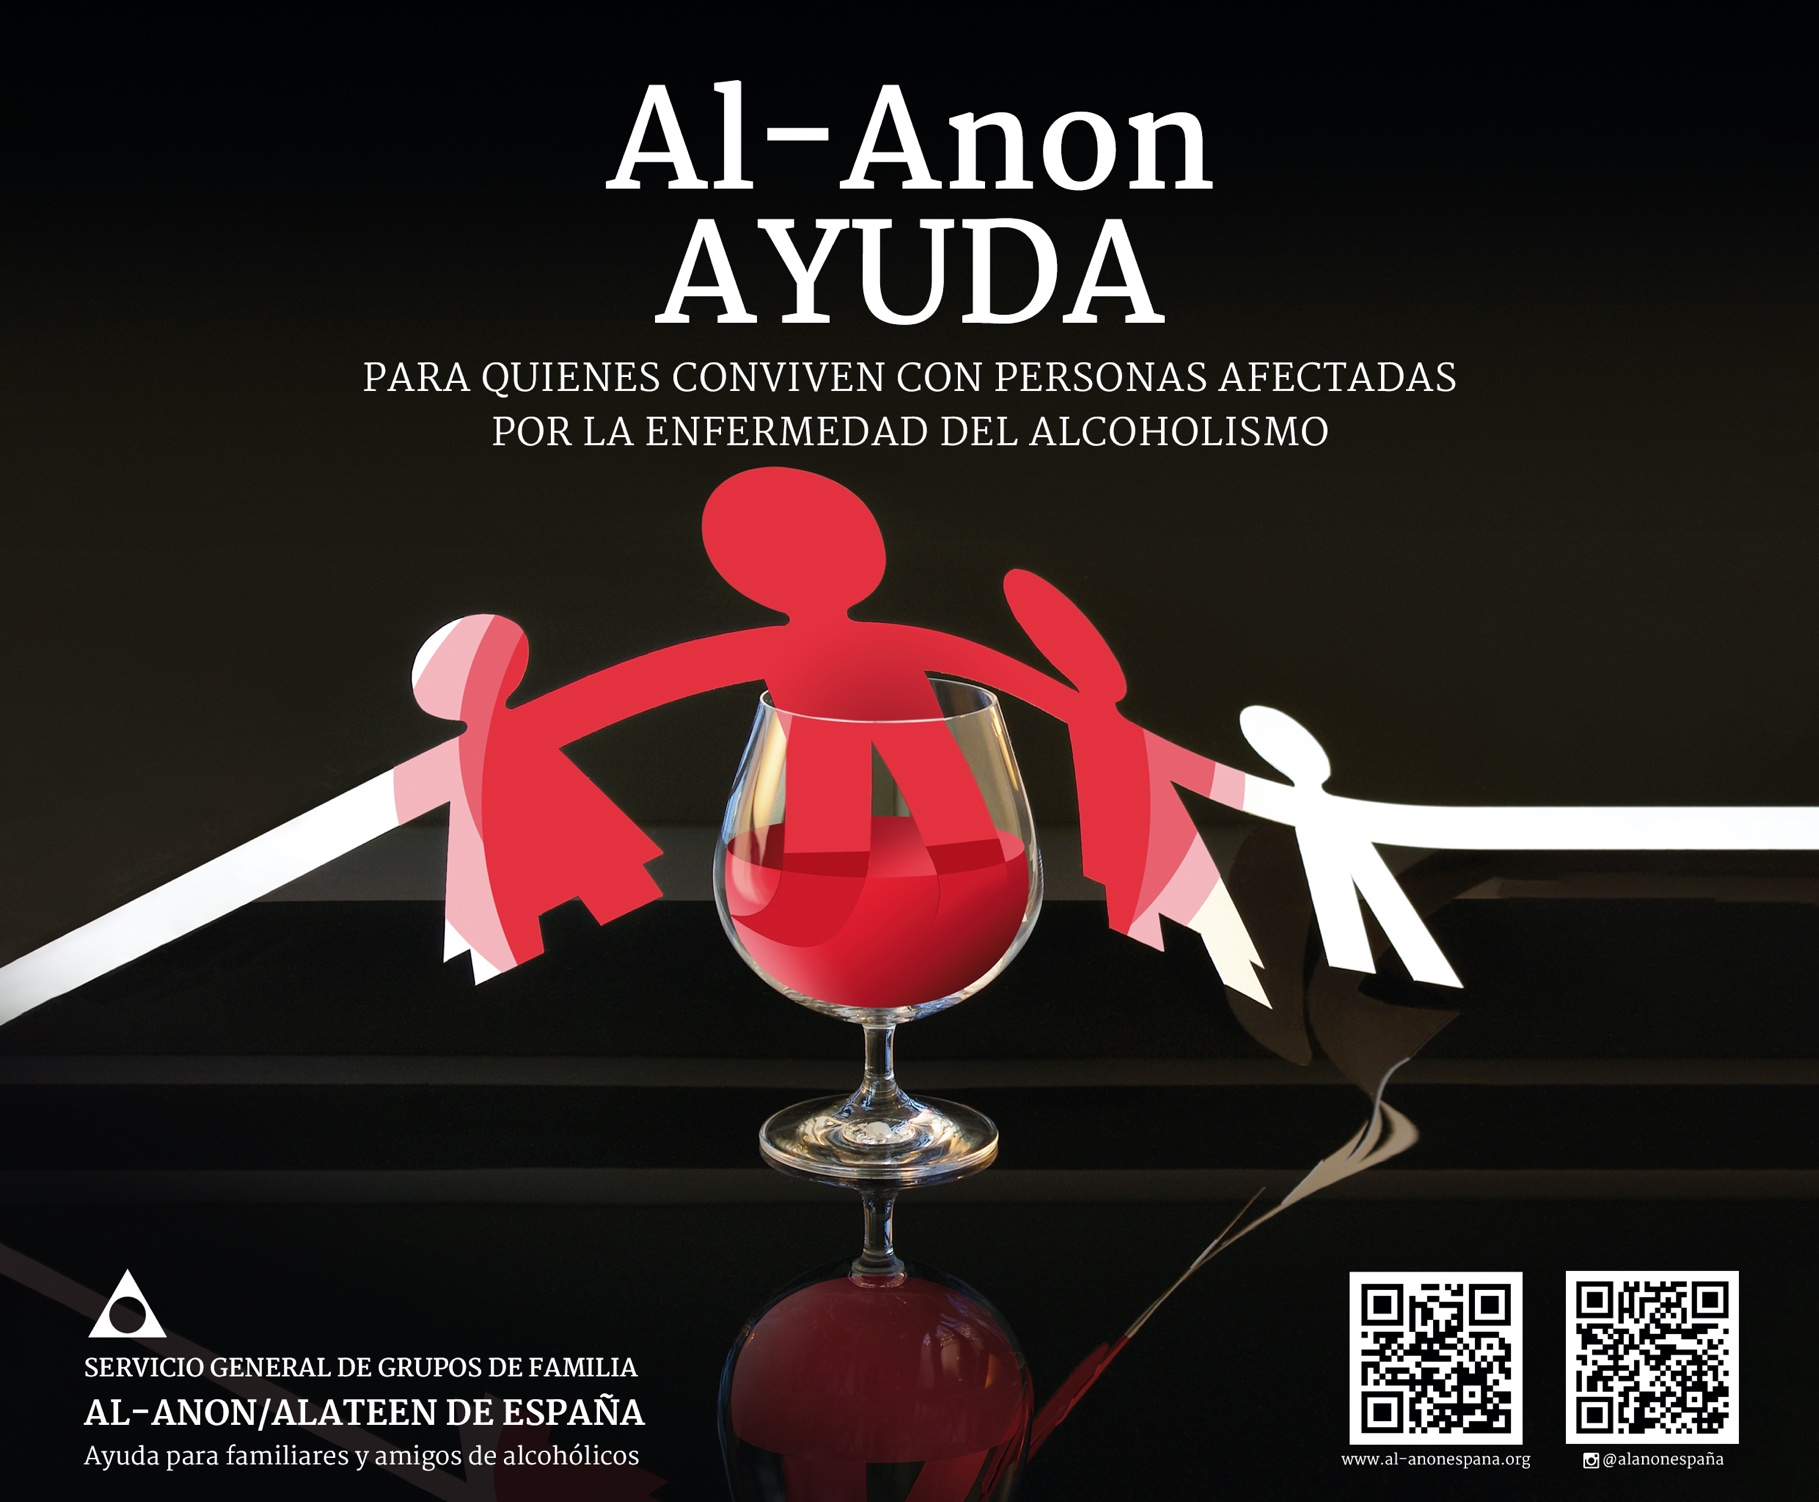 Al-Anon
AYUDA
PARA QUIENES CONVIVEN CON PERSONAS AFECTADAS
POR LA ENFERMEDAD DEL ALCOHOLISMO
SERVICIO GENERAL DE GRUPOS DE FAMILIA
AL-ANON/ALATEEN DE ESPAÑA
Ayuda para familiares y amigos de alcohólicos
www.al-anonespana.org
@alanonespaña